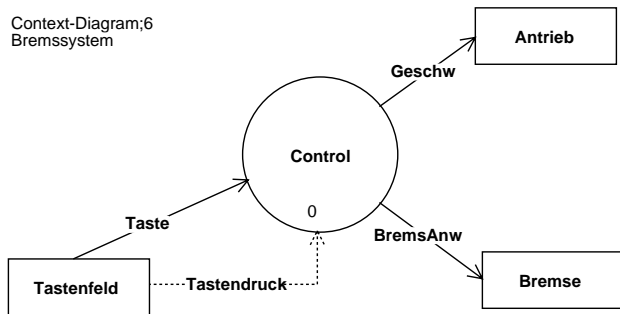 Context-Diagram;6
Bremssystem
Antrieb
Geschw
Control
0
Taste
BremsAnw
Tastenfeld
Tastendruck
Bremse